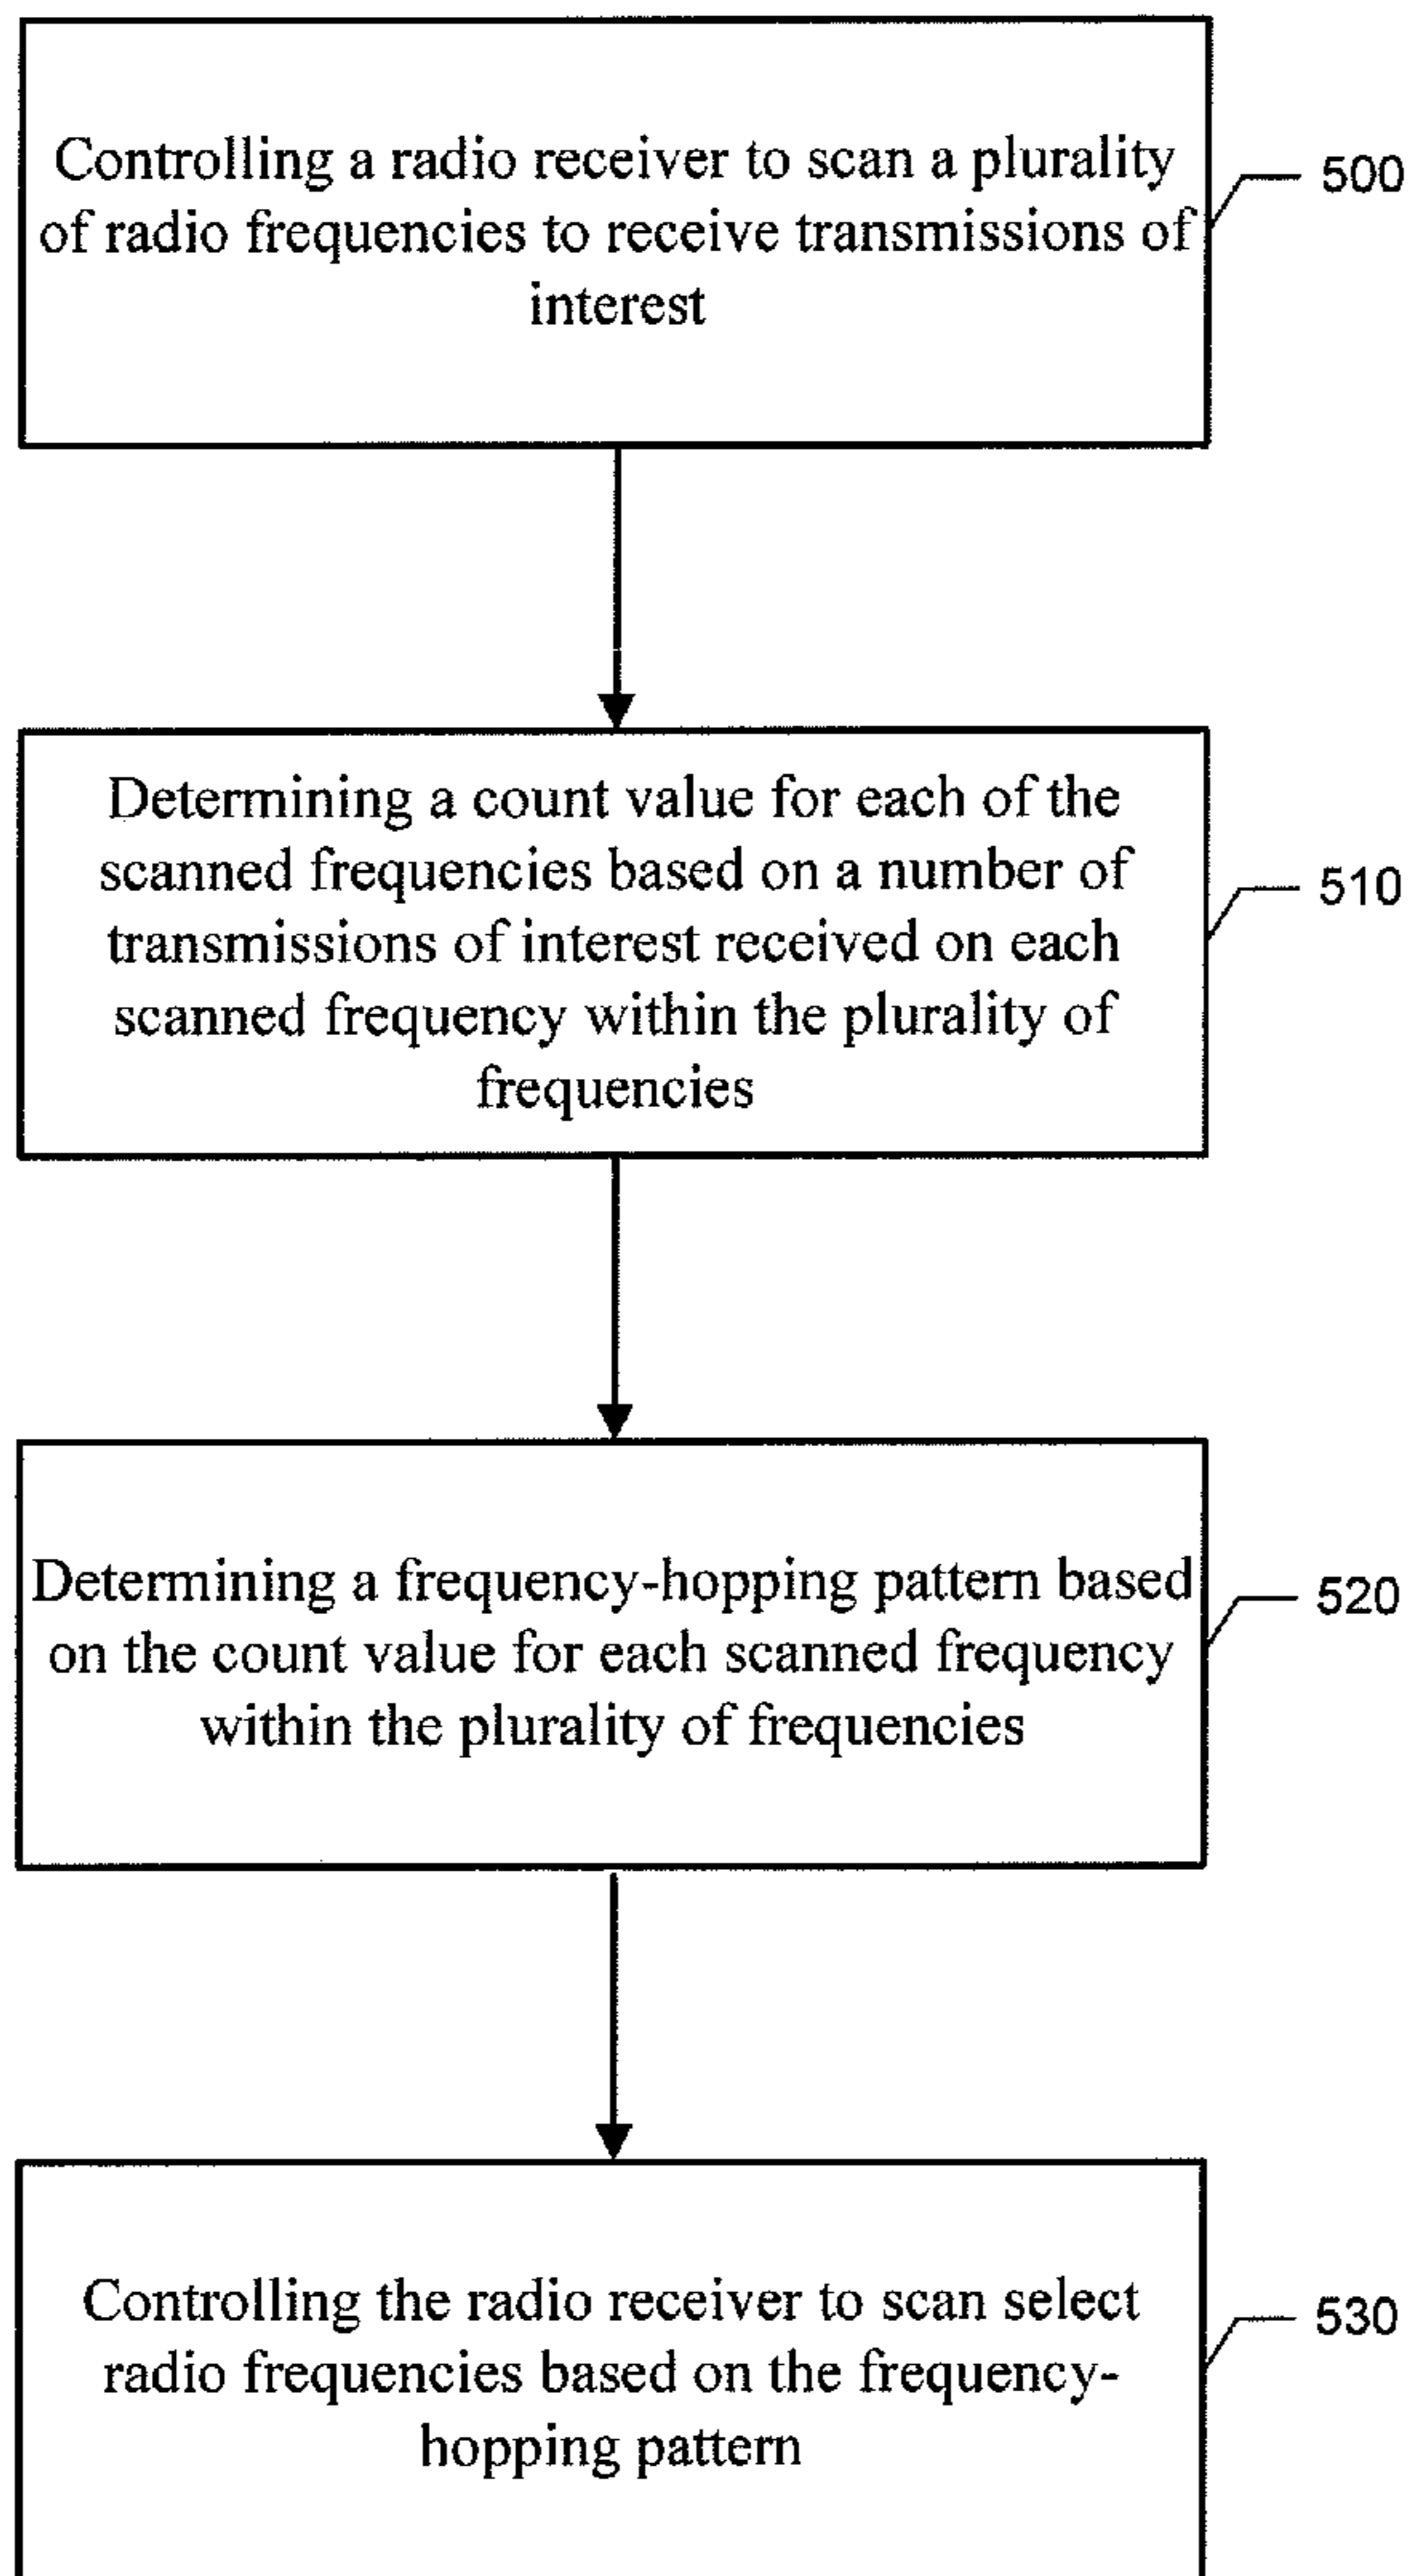 Controlling a radio receiver to scan a plurality
of radio frequencies to receive transmissions of
interest
500
Determining a count value for each of the
scanned frequencies based on a number of
transmissions of interest received on each
scanned frequency within the plurality of
frequencies
510
Determining a frequency-hopping pattern based
on the count value for each scanned frequency
within the plurality of frequencies
520
Controlling the radio receiver to scan select
radio frequencies based on the frequency-
hopping pattern
530